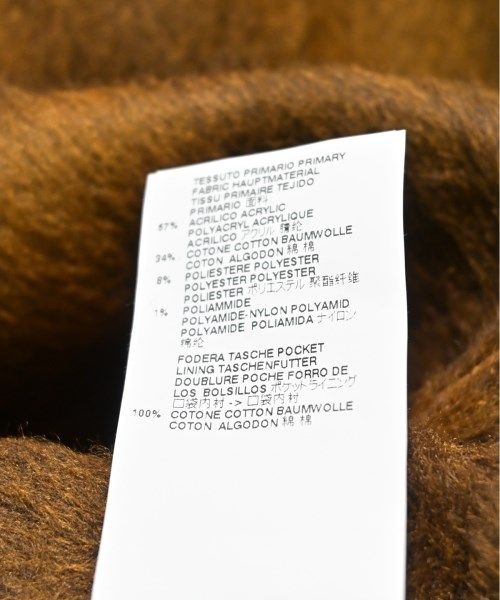 TESSUTO PRIMARIO PRIMARY
FABRIC HAUPTMATERIAL
TISSU PRIMAIRE TEJIDO
PRIMARIO 面料
57% ACRILICO ACRYLIC
POLYACRYL ACRYLIQUE
ACRILICO アクリル 腈纶
34% COTONE COTTON BAUMWOLLE
COTON ALGODON 綿 棉
8% POLIESTERE POLYESTER
POLYESTER POLYESTER
POLIESTER ポリエステル 聚酯纤维
1% POLIAMMIDE
POLYAMIDE-NYLON POLYAMID
POLYAMIDE POLIAMIDA ナイロン
锦纶
FODERA TASCHE POCKET
LINING TASCHENFUTTER
DOUBLURE POCHE FORRO DE
LOS BOLSILLOS ポケットライニング
口袋内衬 -> 口袋内衬
100% COTONE COTTON BAUMWOLLE
COTON ALGODON 綿 棉